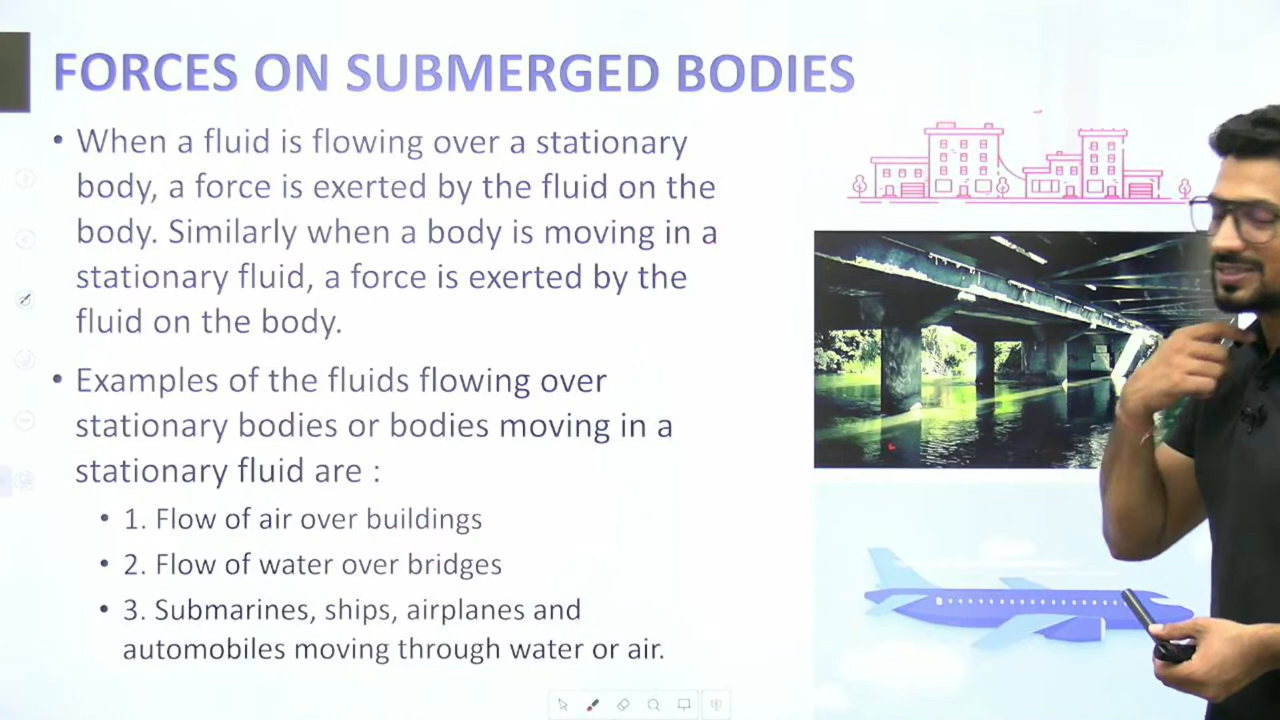 FORCES ON SUBMERGED BODIES
• When a fluid is flowing over a stationary
body, a force is exerted by the fluid on the
body. Similarly when a body is moving in a
stationary fluid, a force is exerted by the
fluid on the body.
• Examples of the fluids flowing over
stationary bodies or bodies moving in a
stationary fluid are :
• 1. Flow of air over buildings
• 2. Flow of water over bridges
• 3. Submarines, ships, airplanes and
automobiles moving through water or air.